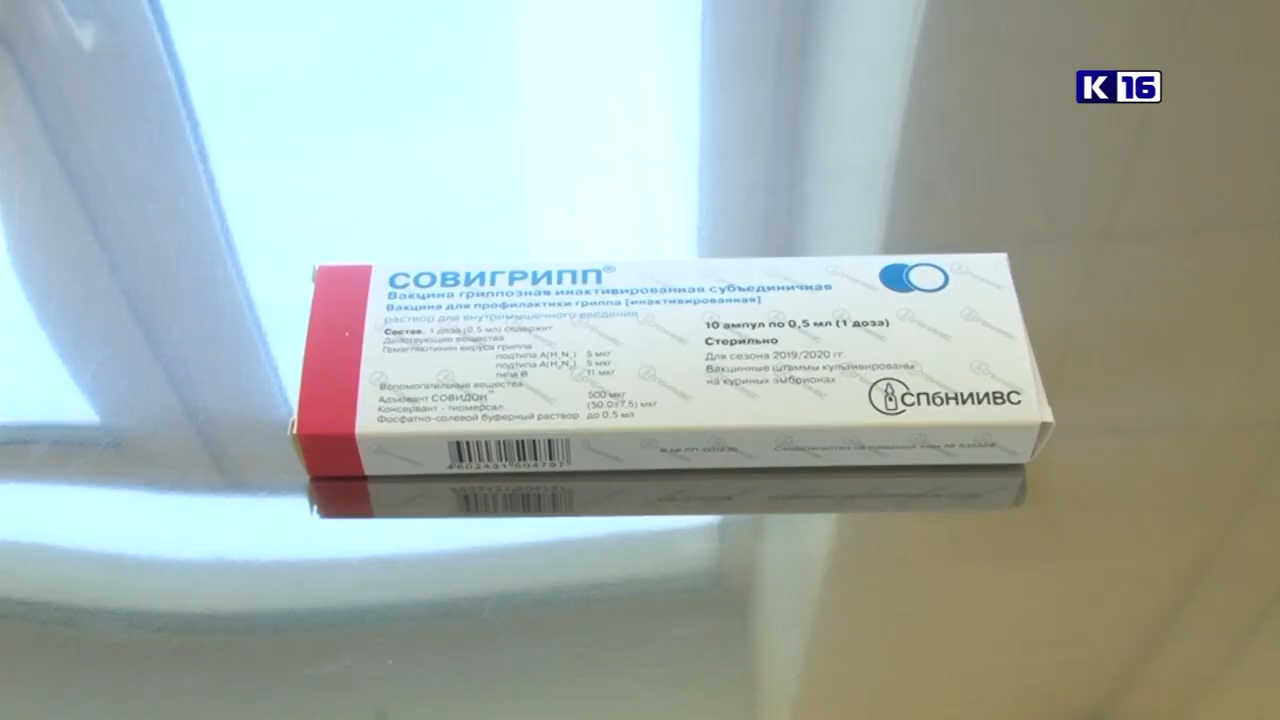 К 16
СОВИГРИПП®
Вакцина гриппозная инактивированная субъединичная
Вакцина для профилактики гриппа [инактивированная]
раствор для внутримышечного введения
Состав. 1 доза (0,5 мл) содержит
Действующие вещества
Гемагглютинин вируса гриппа
подтипа A(H₁N₁) 5 мкг
подтипа A(H₃N₂) 5 мкг
типа B 11 мкг
Вспомогательные вещества
Адъювант СОВИДОН™ 500 мкг
Консервант - тиомерсал (50,0±7,5) мкг
Фосфатно-солевой буферный раствор до 0,5 мл
10 ампул по 0,5 мл (1 доза)
Стерильно
Для сезона 2019/2020 гг.
Вакцинные штаммы культивированы
на куриных эмбрионах
СПбНИИВС
4602431 604797